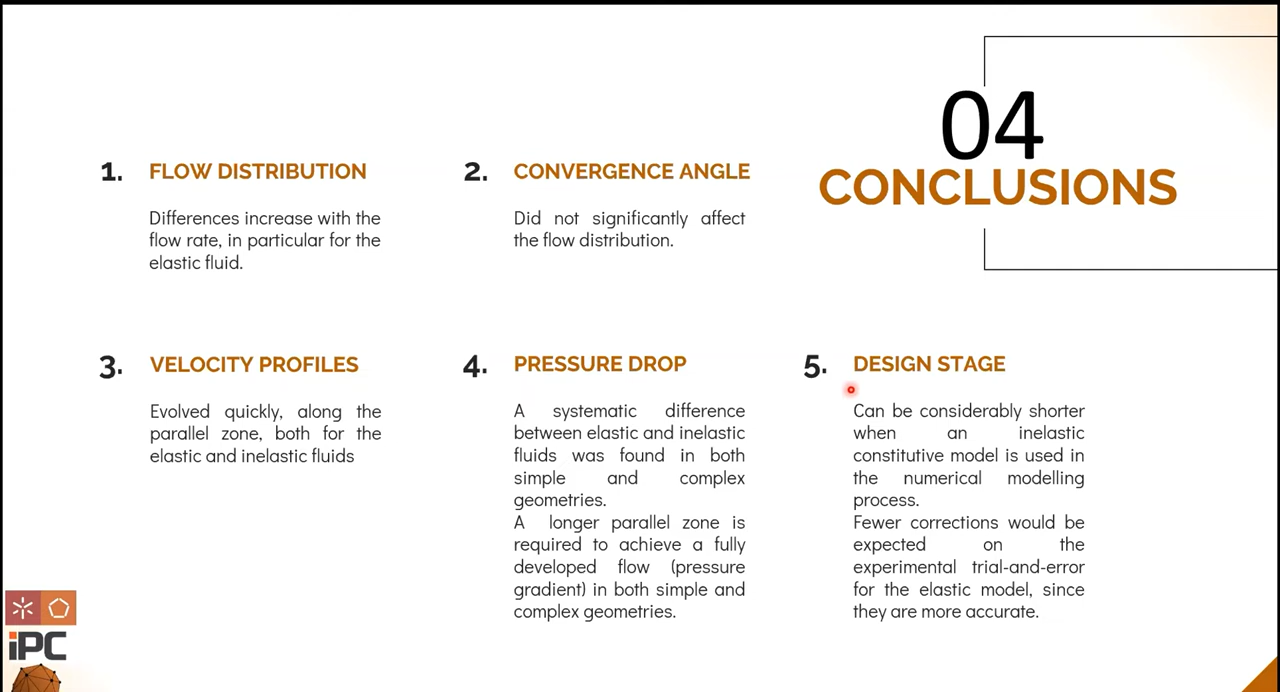 04
CONCLUSIONS
1. FLOW DISTRIBUTION
Differences increase with the
flow rate, in particular for the
elastic fluid.
2. CONVERGENCE ANGLE
Did not significantly affect
the flow distribution.
3. VELOCITY PROFILES
Evolved quickly, along the
parallel zone, both for the
elastic and inelastic fluids
4. PRESSURE DROP
A systematic difference
between elastic and inelastic
fluids was found in both
simple and complex
geometries.
A longer parallel zone is
required to achieve a fully
developed flow (pressure
gradient) in both simple and
complex geometries.
5. DESIGN STAGE
Can be considerably shorter
when an inelastic
constitutive model is used in
the numerical modelling
process.
Fewer corrections would be
expected on the
experimental trial-and-error
for the elastic model, since
they are more accurate.
iPC